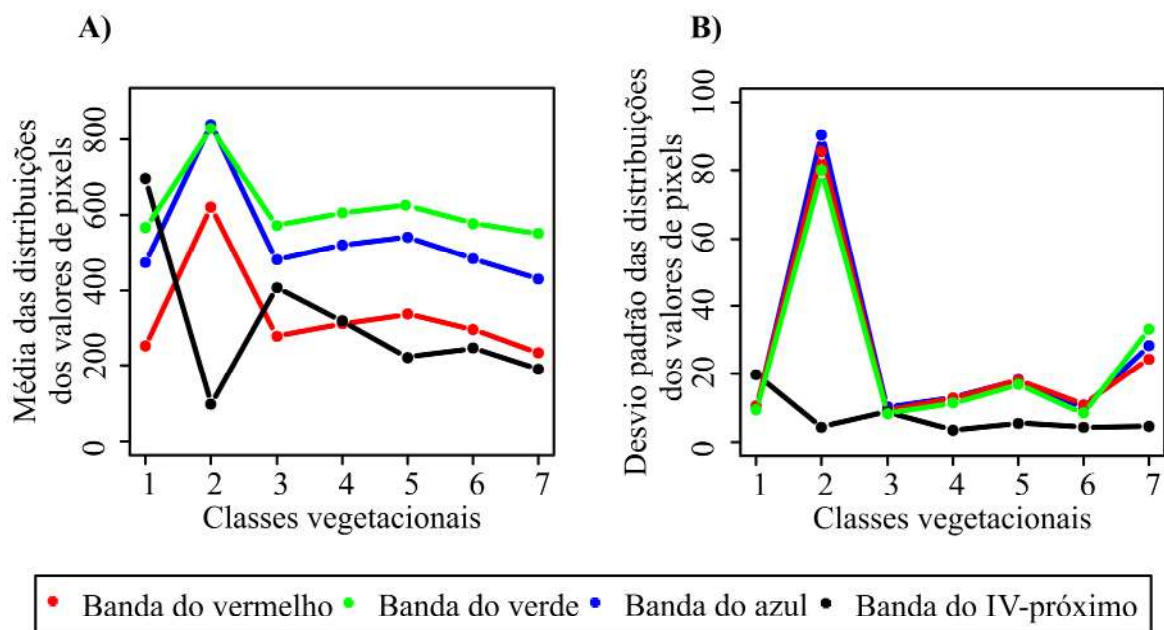 A)
Média das distribuições
dos valores de pixels
0 200 400 600 800
1 2 3 4 5 6 7
Classes vegetacionais
B)
Desvio padrão das distribuições
dos valores de pixels
0 20 40 60 80 100
1 2 3 4 5 6 7
Classes vegetacionais
Banda do vermelho Banda do verde Banda do azul Banda do IV-próximo